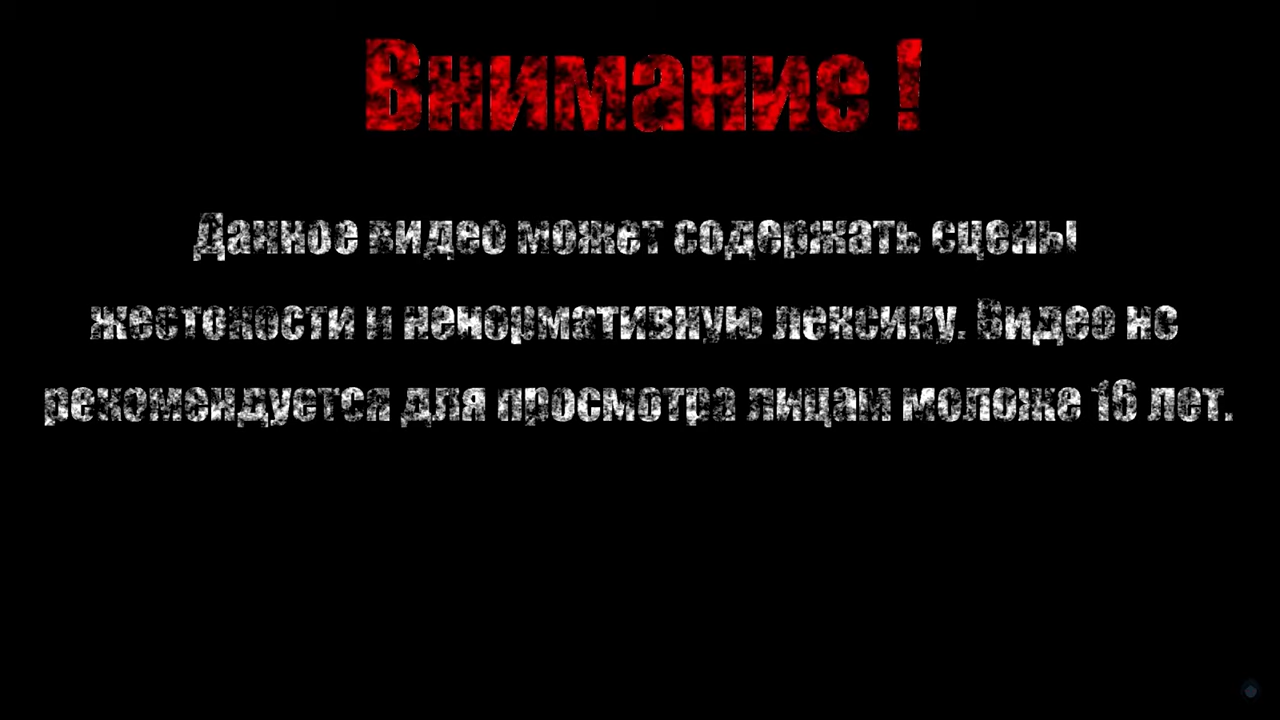 Внимание !
Данное видео может содержать сцены
жестокости и ненормативную лексику. Видео не
рекомендуется для просмотра лицам моложе 16 лет.